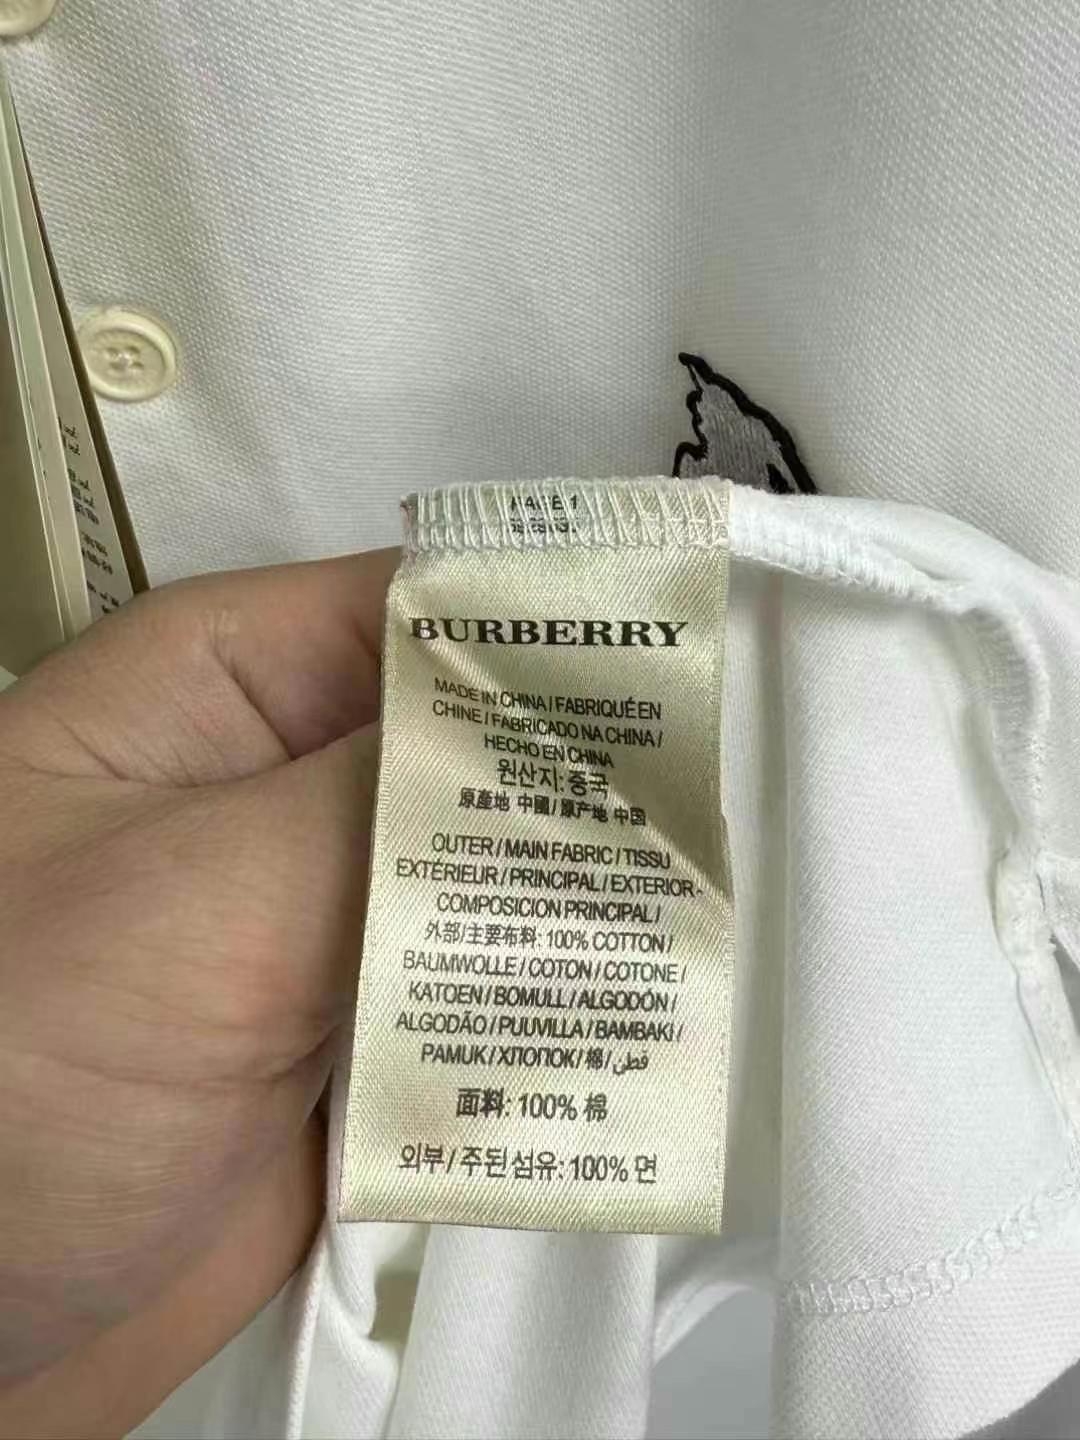 PAGE 1
BURBERRY
MADE IN CHINA / FABRIQUÉ EN
CHINE / FABRICADO NA CHINA /
HECHO EN CHINA
원산지: 중국
原產地 中國 / 原产地 中国
OUTER / MAIN FABRIC / TISSU
EXTÉRIEUR / PRINCIPAL / EXTERIOR-
COMPOSICION PRINCIPAL /
外部/主要布料: 100% COTTON /
BAUMWOLLE / COTON / COTONE /
KATOEN / BOMULL / ALGODÓN /
ALGODÃO / PUUVILLA / BAMBAKI /
PAMUK / ХЛОПОК / 棉 / قطن
面料: 100% 棉
외부 / 주된 섬유: 100% 면